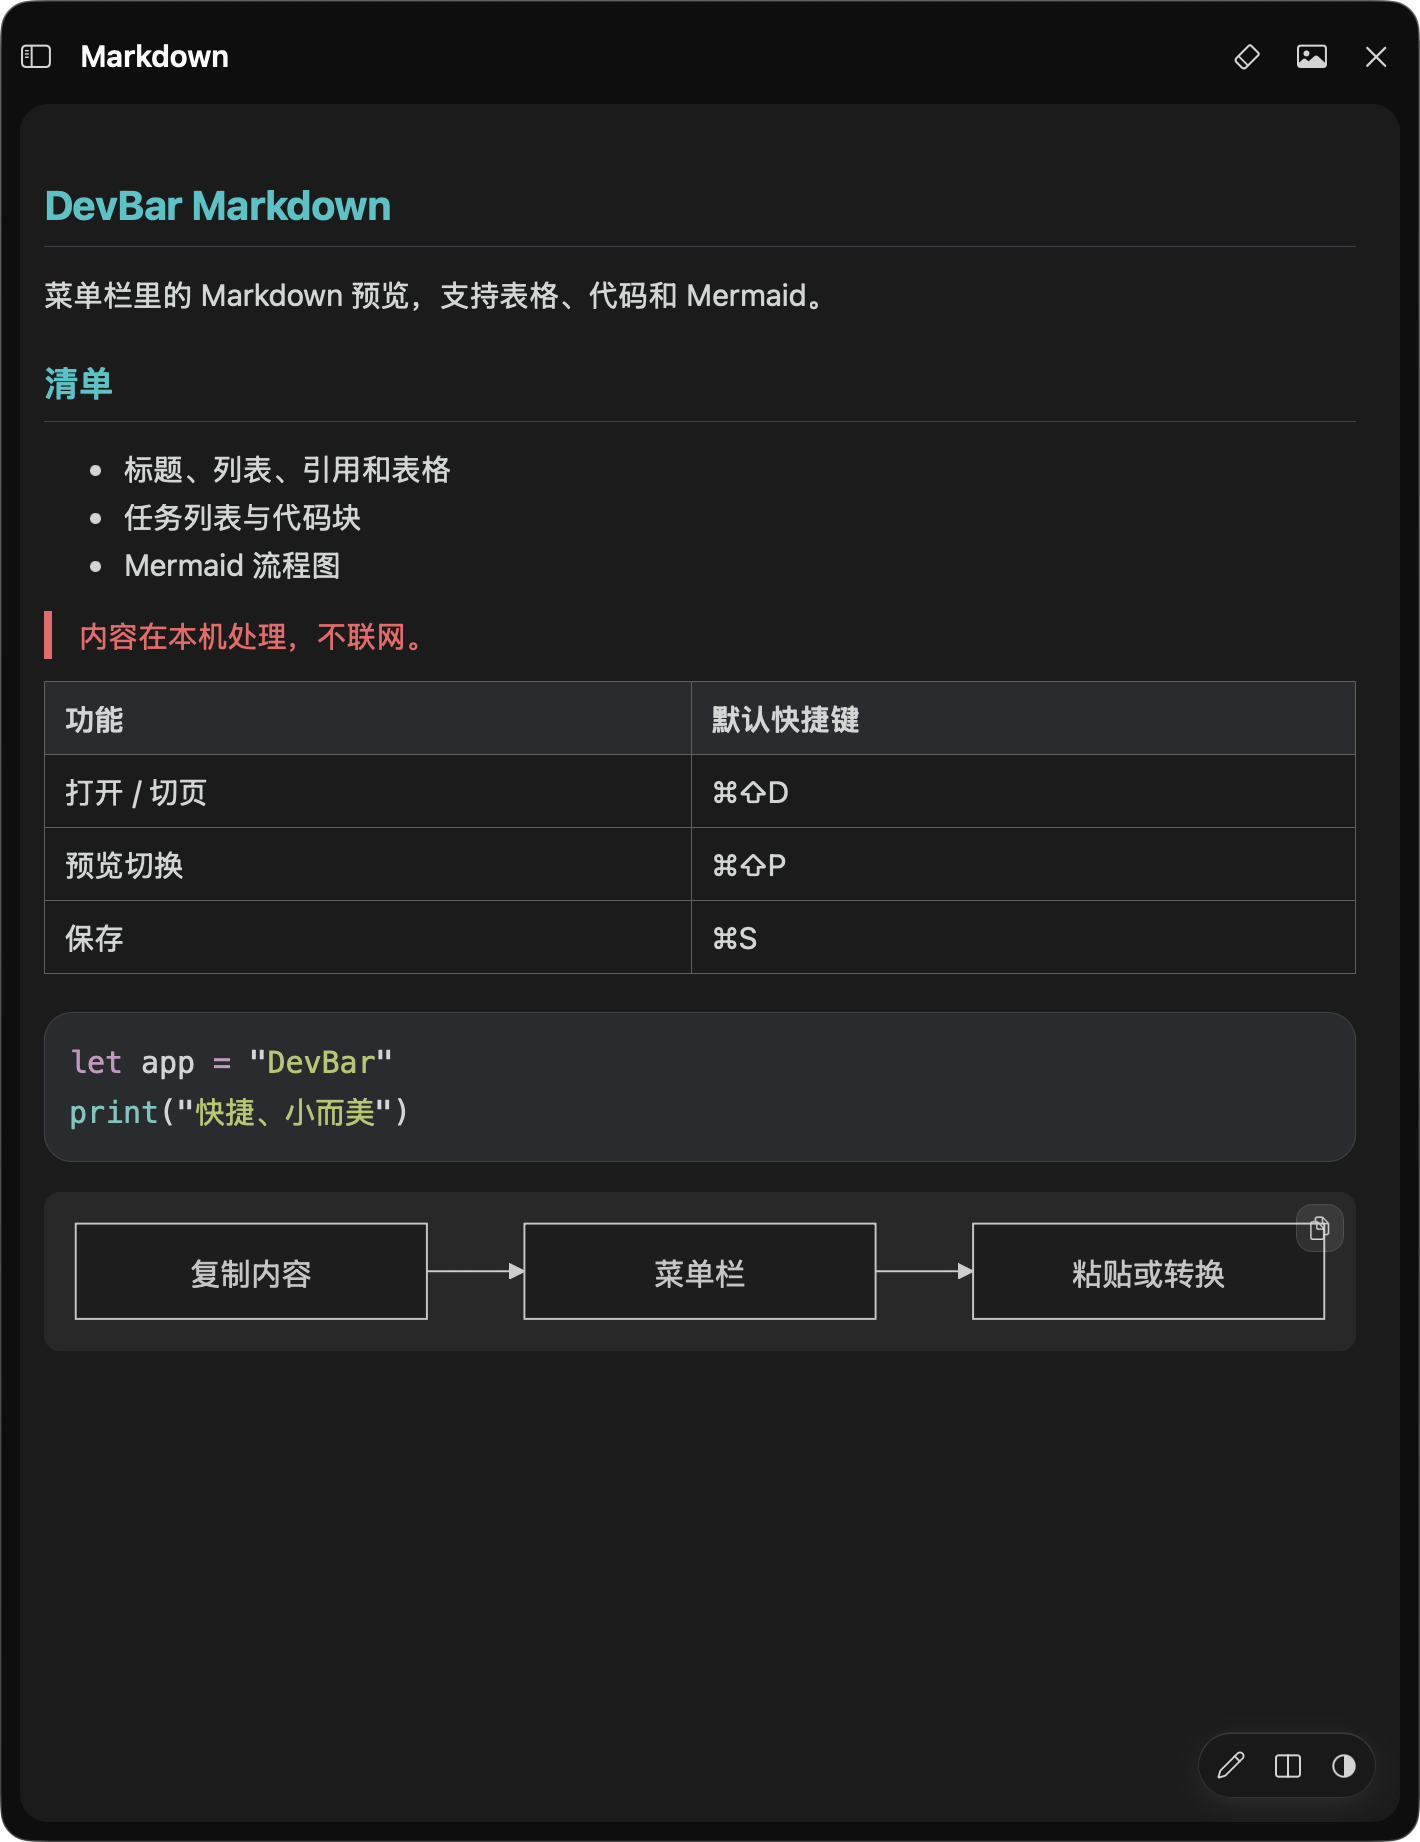 Markdown
DevBar Markdown
菜单栏里的 Markdown 预览，支持表格、代码和 Mermaid。
清单
• 标题、列表、引用和表格
• 任务列表与代码块
• Mermaid 流程图
内容在本机处理，不联网。
功能 默认快捷键
打开 / 切页 ⌘⇧D
预览切换 ⌘⇧P
保存 ⌘S
let app = "DevBar"
print("快捷、小而美")
复制内容 菜单栏 粘贴或转换